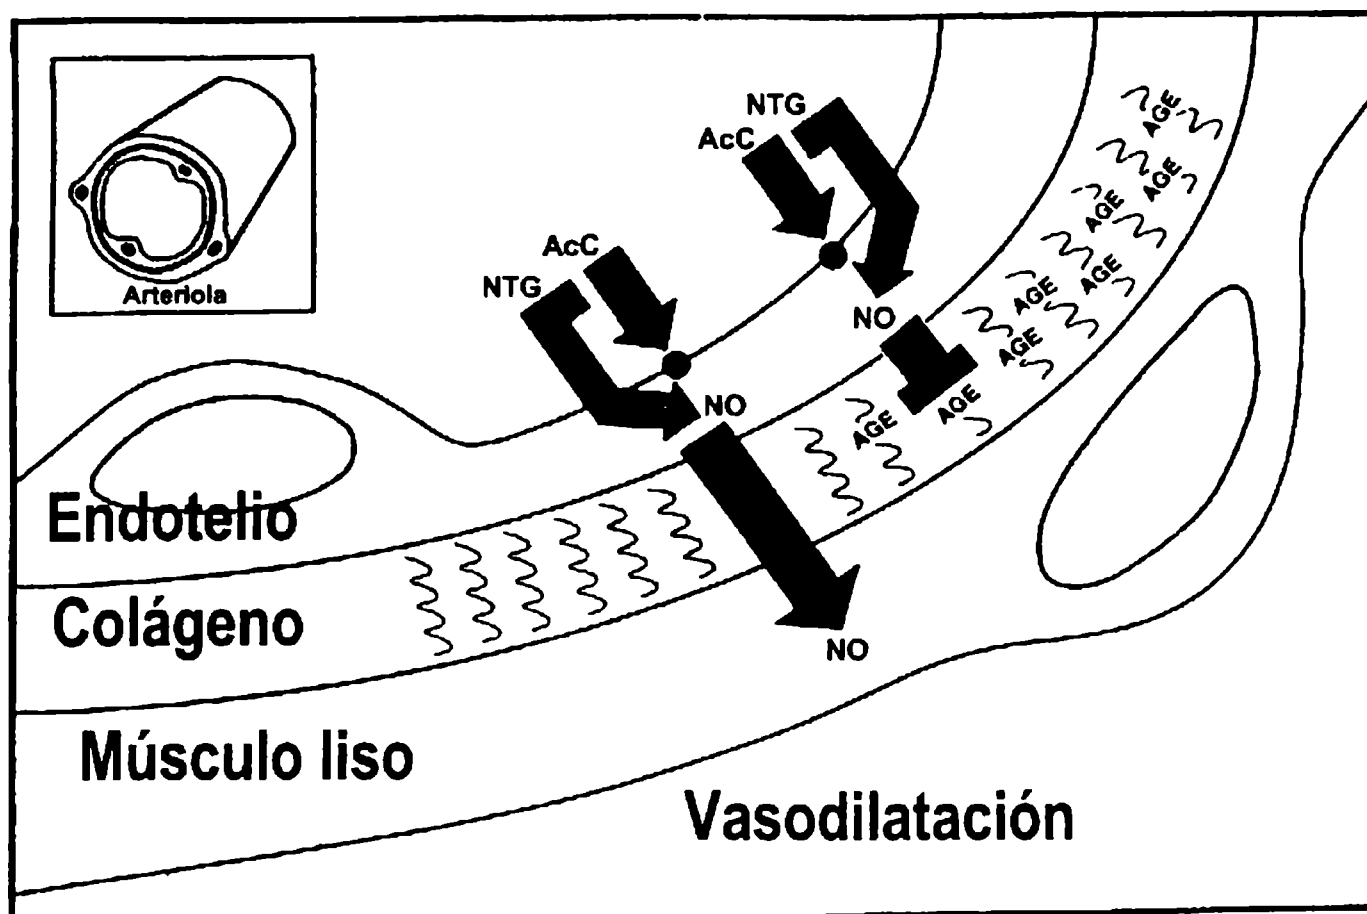 NTG
AcC
AcC
NTG
Arteriola
NO
NO
NO
AGE
AGE
AGE
AGE
AGE
AGE
AGE
AGE
Endotelio
Colágeno
Músculo liso
Vasodilatación